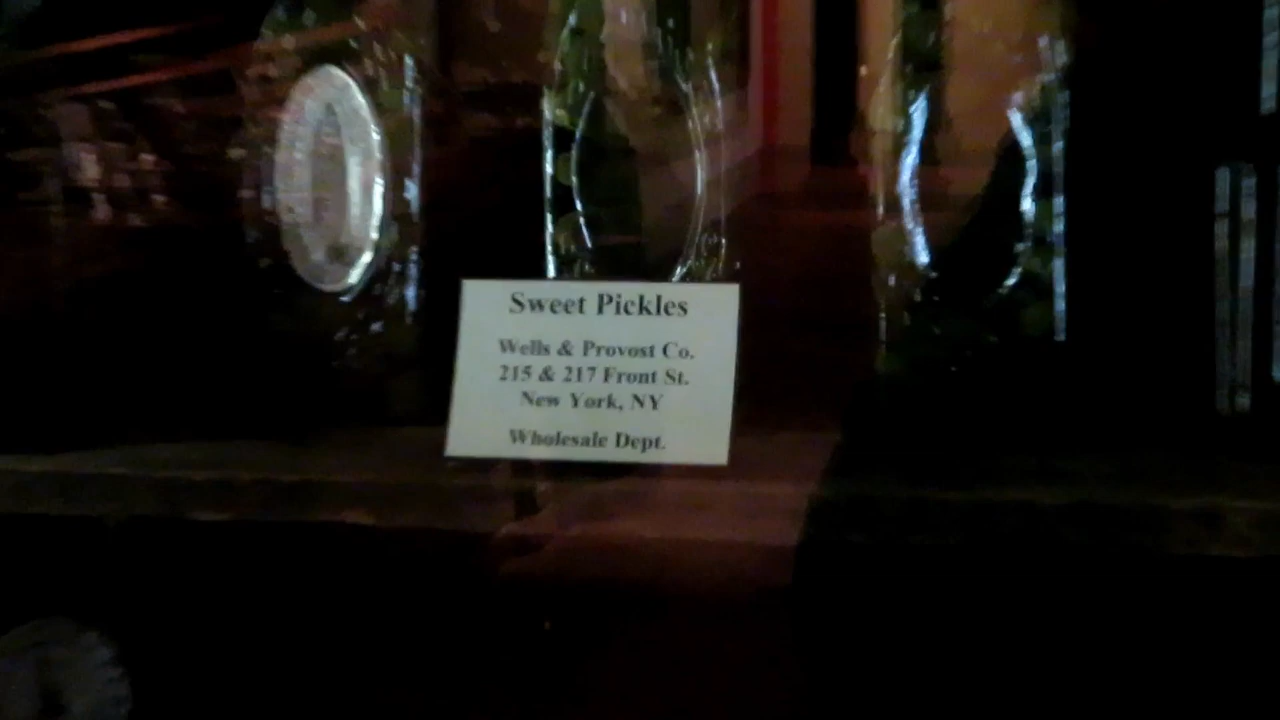 Sweet Pickles
Wells & Provost Co.
215 & 217 Front St.
New York, NY
Wholesale Dept.